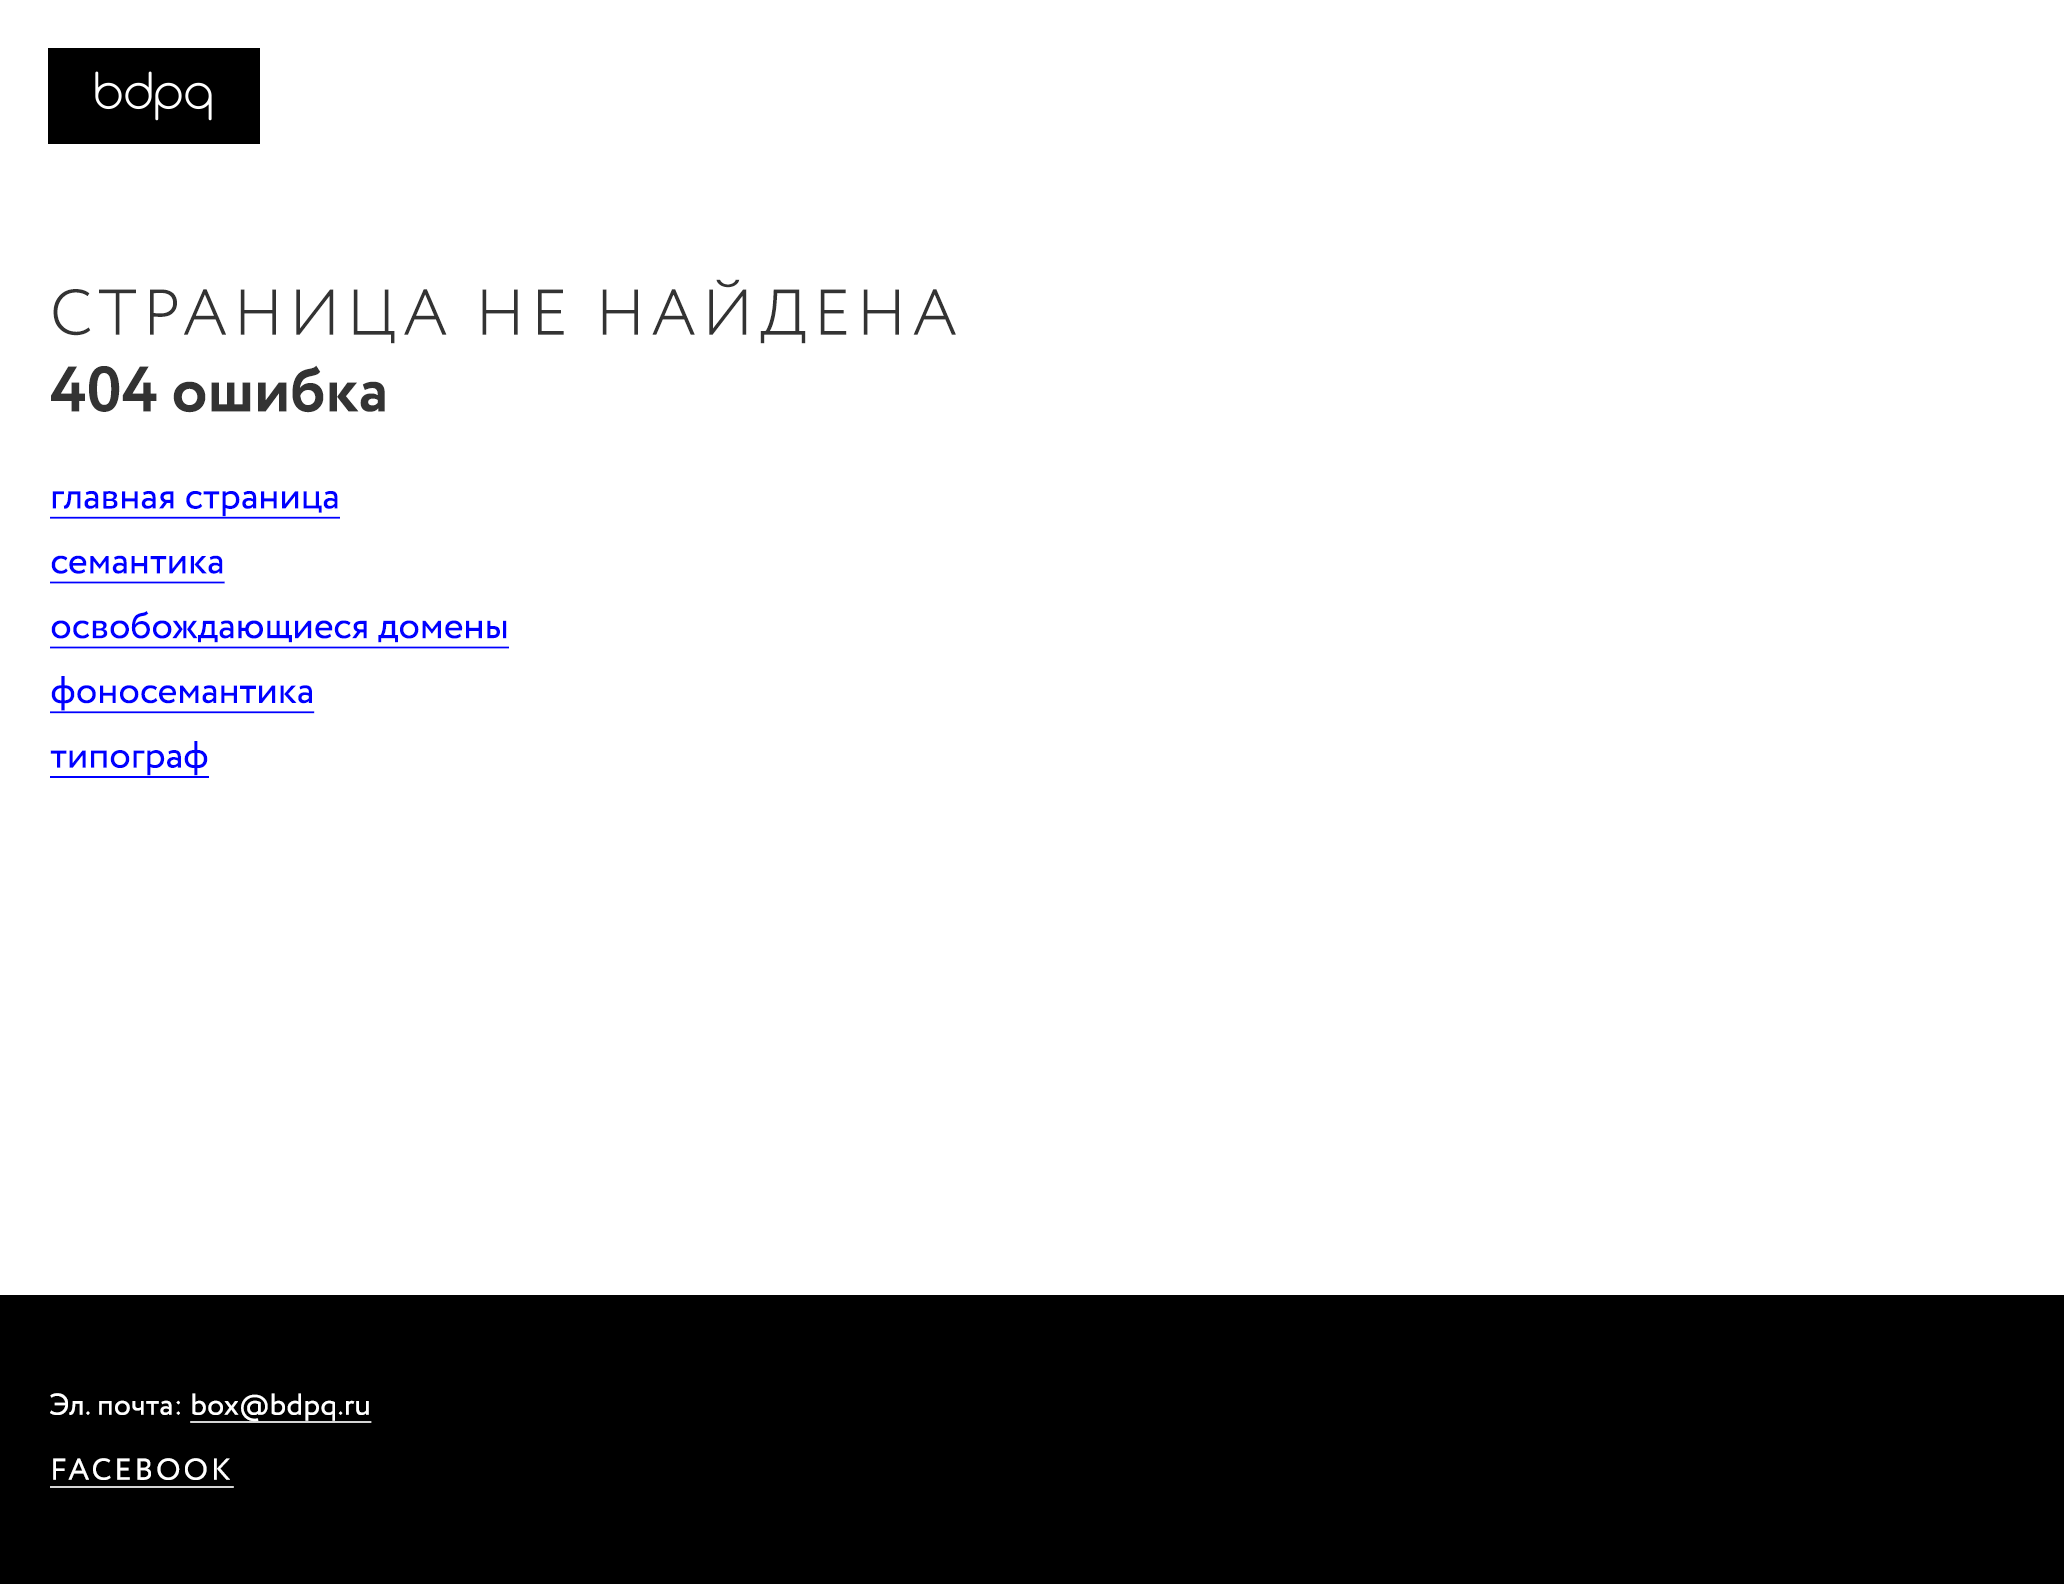 bdpq
СТРАНИЦА НЕ НАЙДЕНА
404 ошибка
главная страница
семантика
освобождающиеся домены
фоносемантика
типограф
Эл. почта: box@bdpq.ru
FACEBOOK